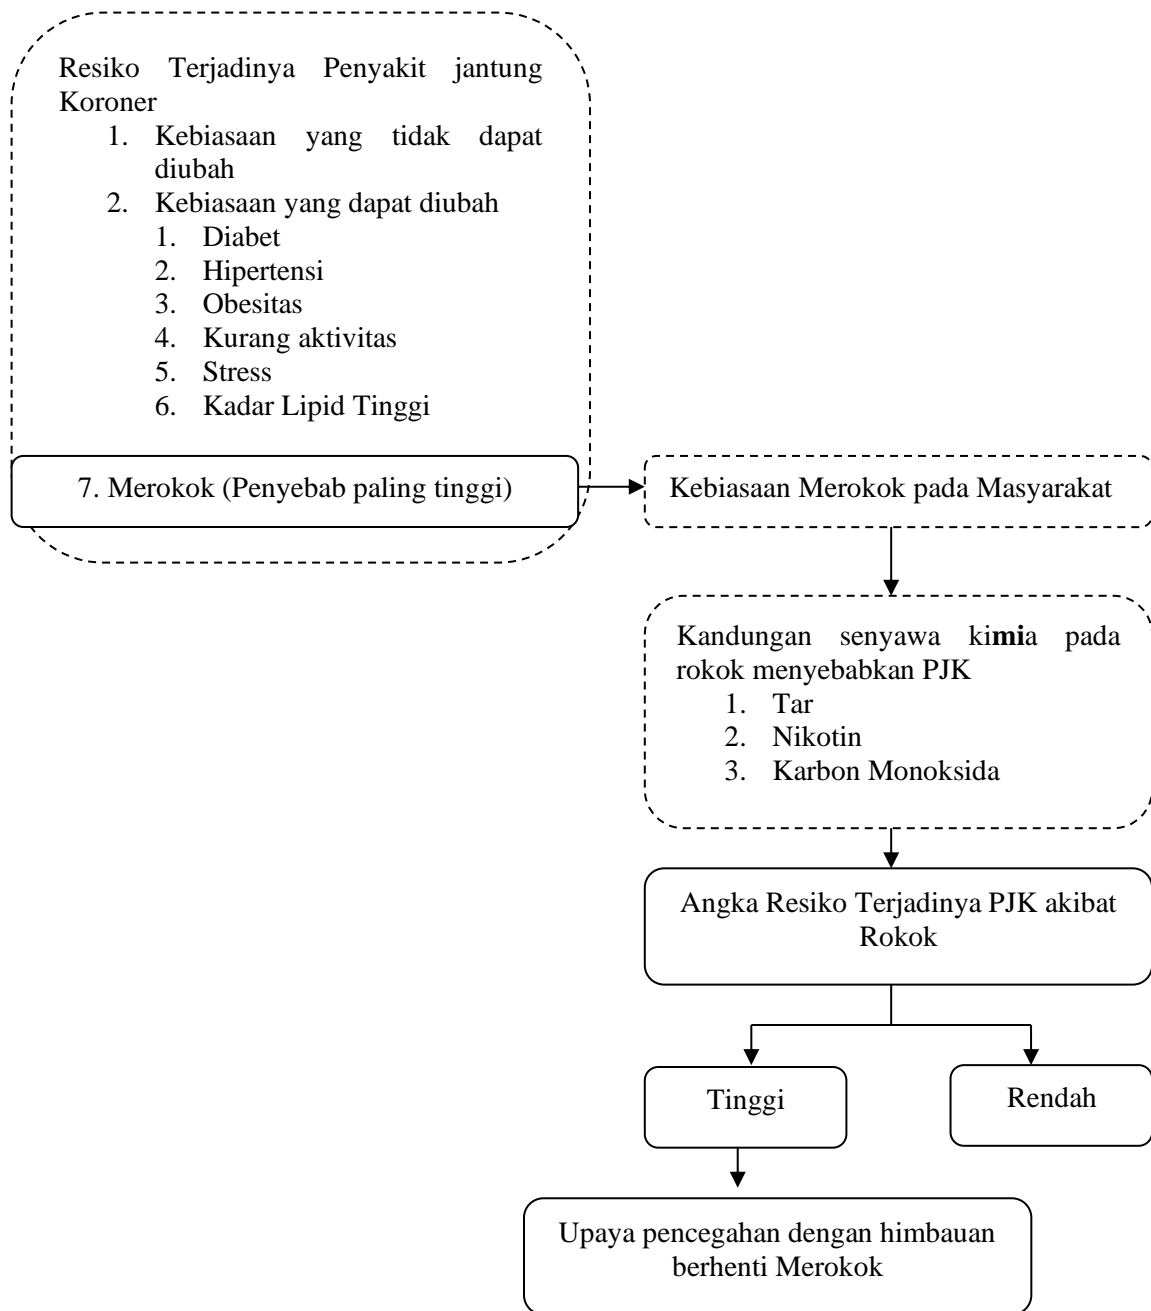 Resiko Terjadinya Penyakit jantung
Koroner
1. Kebiasaan yang tidak dapat
diubah
2. Kebiasaan yang dapat diubah
1. Diabet
2. Hipertensi
3. Obesitas
4. Kurang aktivitas
5. Stress
6. Kadar Lipid Tinggi
7. Merokok (Penyebab paling tinggi)
Kebiasaan Merokok pada Masyarakat
Kandungan senyawa kimia pada
rokok menyebabkan PJK
1. Tar
2. Nikotin
3. Karbon Monoksida
Angka Resiko Terjadinya PJK akibat
Rokok
Tinggi
Rendah
Upaya pencegahan dengan himbauan
berhenti Merokok